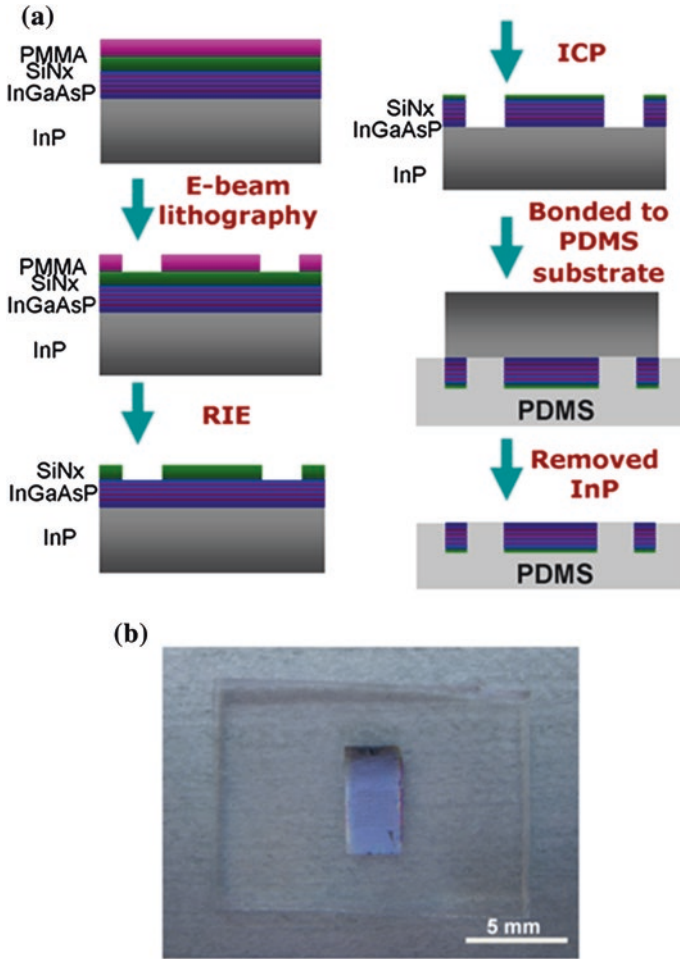 (a)
PMMA
SiNx
InGaAsP
InP
E-beam
lithography
PMMA
SiNx
InGaAsP
InP
RIE
SiNx
InGaAsP
InP
ICP
SiNx
InGaAsP
InP
Bonded to
PDMS
substrate
PDMS
Removed
InP
PDMS
(b)
5 mm